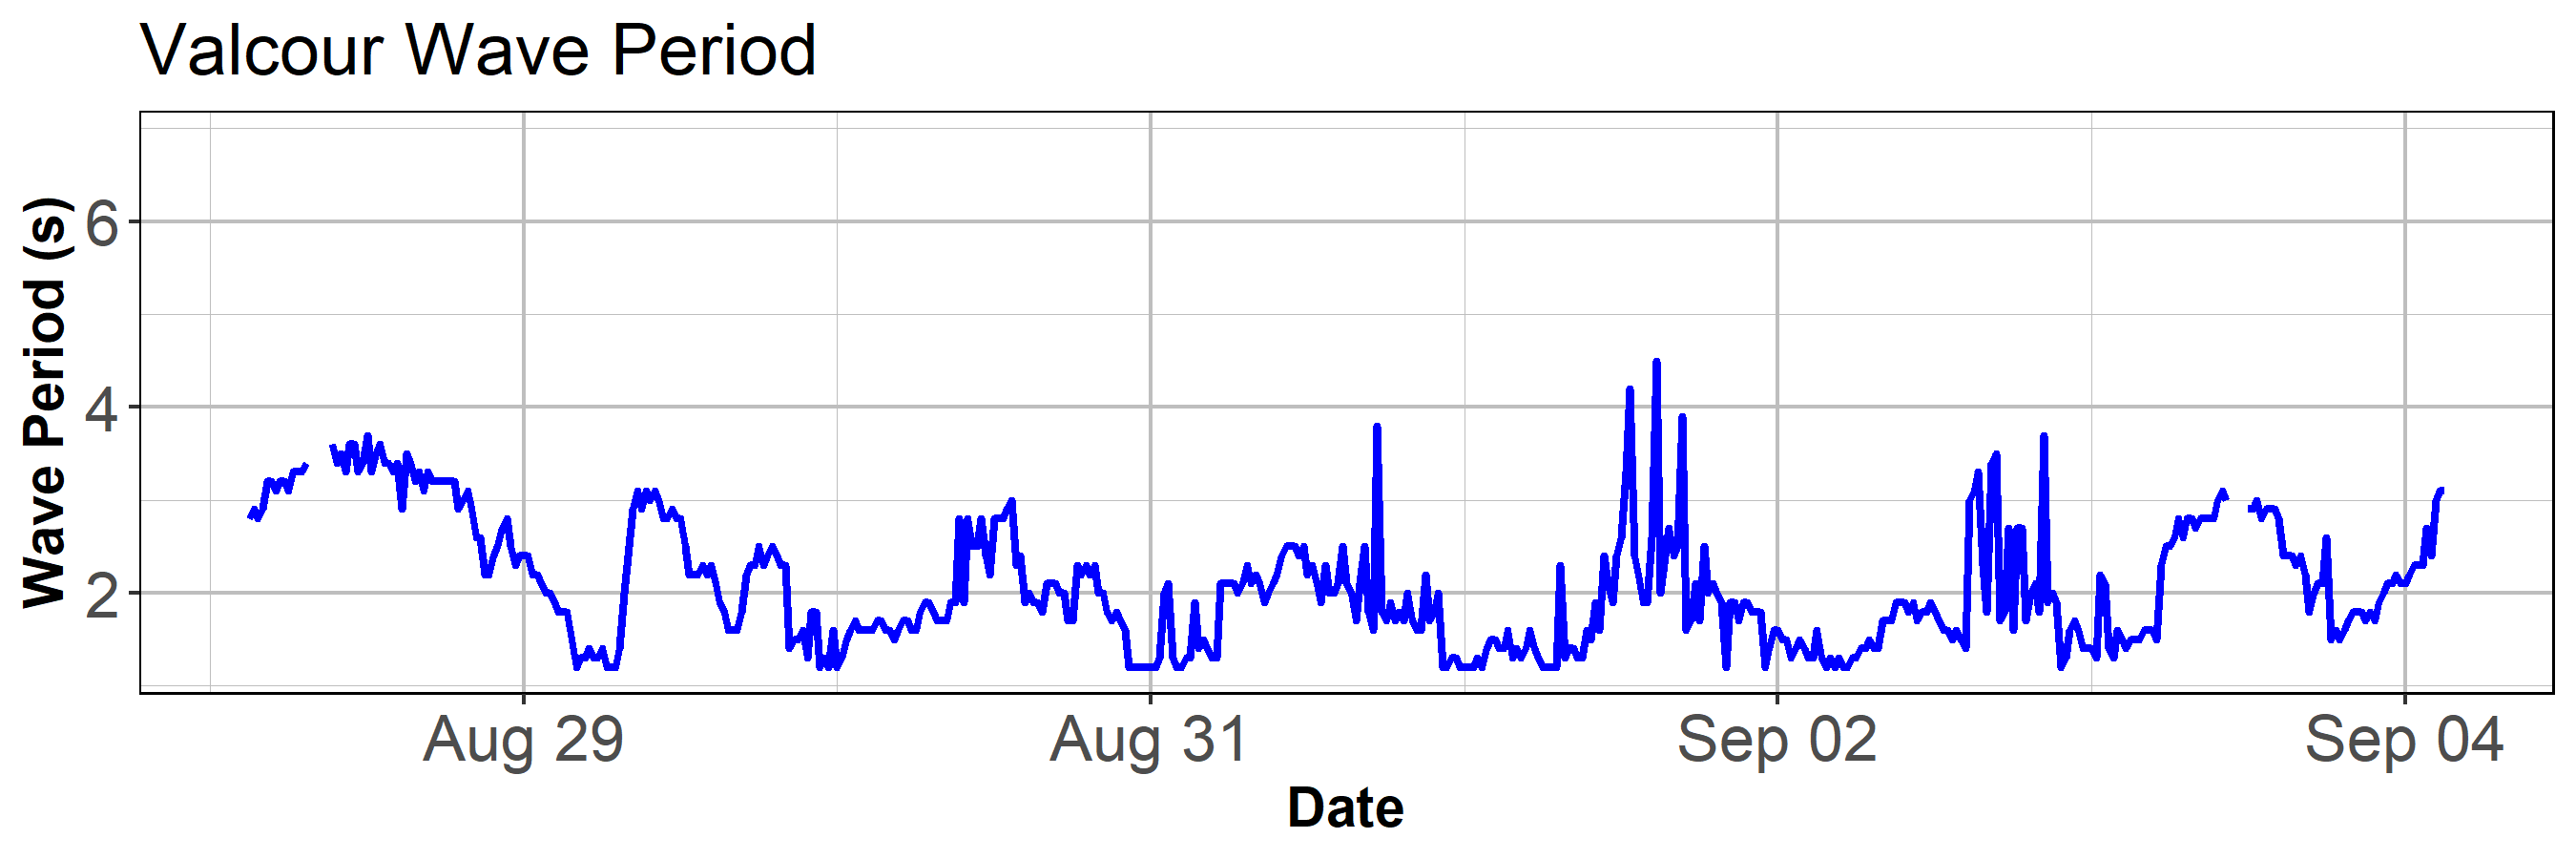 Valcour Wave Period
Wave Period (s)
6
4
2
Aug 29
Aug 31
Sep 02
Sep 04
Date